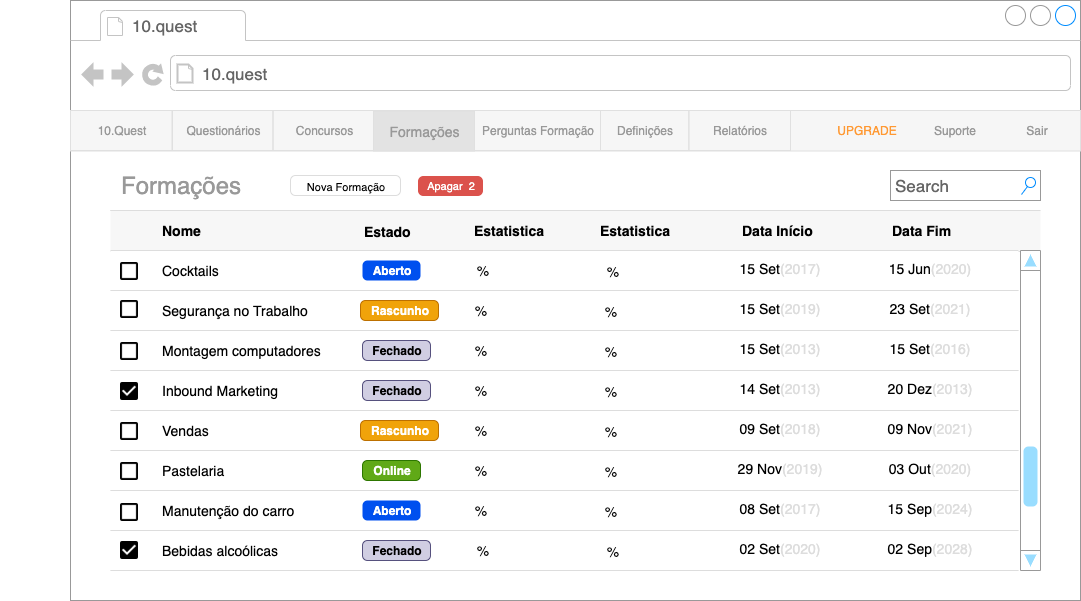 10.quest
10.quest
10.Quest Questionários Concursos Formações Perguntas Formação Definições Relatórios UPGRADE Suporte Sair
Formações Nova Formação Apagar 2 Search
Nome Estado Estatistica Estatistica Data Início Data Fim
Cocktails Aberto % % 15 Set(2017) 15 Jun(2020)
Segurança no Trabalho Rascunho % % 15 Set(2019) 23 Set(2021)
Montagem computadores Fechado % % 15 Set(2013) 15 Set(2016)
Inbound Marketing Fechado % % 14 Set(2013) 20 Dez(2013)
Vendas Rascunho % % 09 Set(2018) 09 Nov(2021)
Pastelaria Online % % 29 Nov(2019) 03 Out(2020)
Manutenção do carro Aberto % % 08 Set(2017) 15 Sep(2024)
Bebidas alcoólicas Fechado % % 02 Set(2020) 02 Sep(2028)